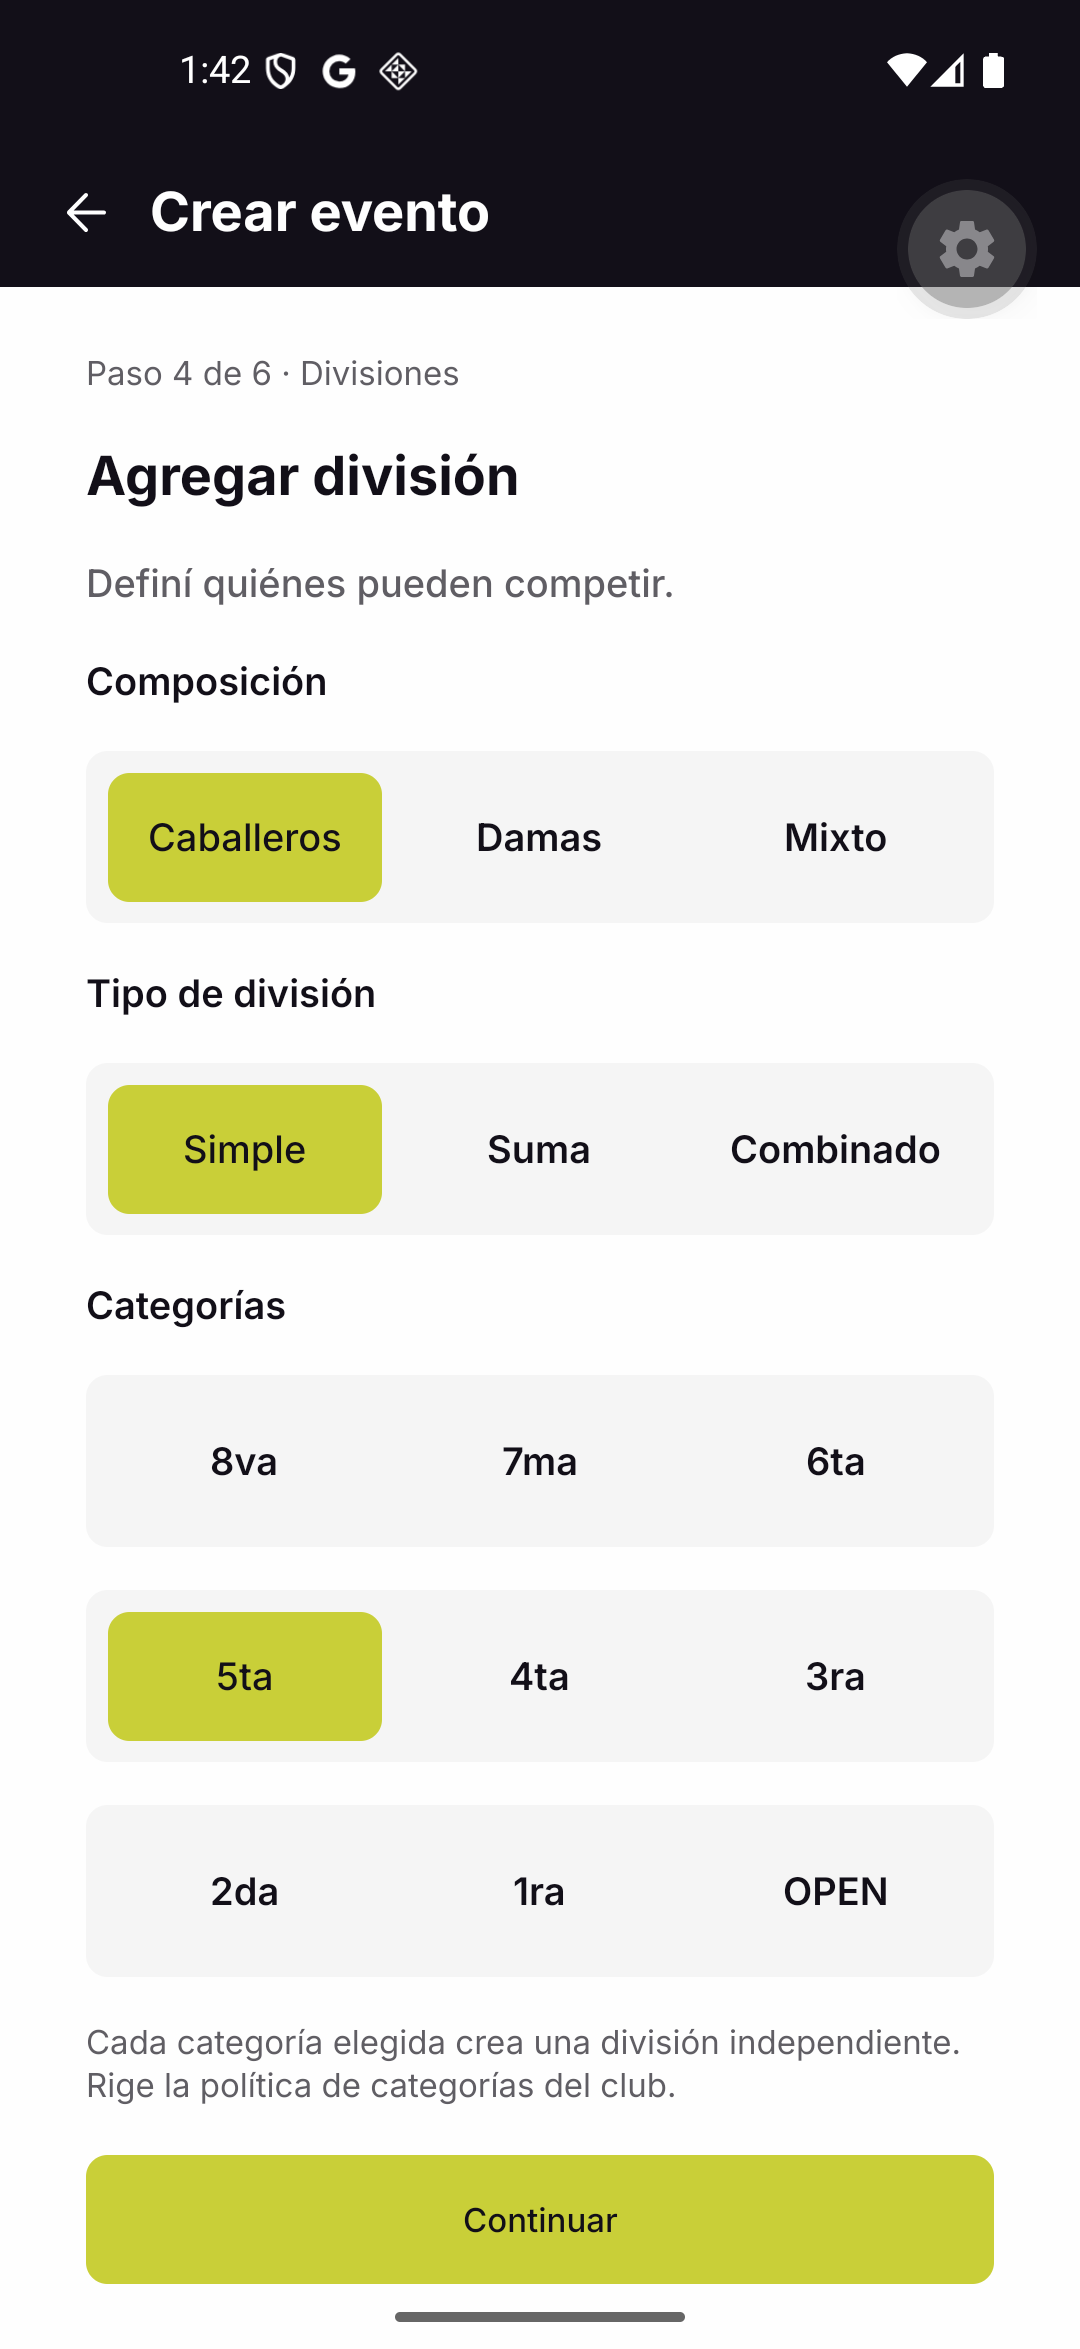 1:42
Crear evento
Paso 4 de 6 · Divisiones
Agregar división
Definí quiénes pueden competir.
Composición
Caballeros Damas Mixto
Tipo de división
Simple Suma Combinado
Categorías
8va 7ma 6ta
5ta 4ta 3ra
2da 1ra OPEN
Cada categoría elegida crea una división independiente.
Rige la política de categorías del club.
Continuar